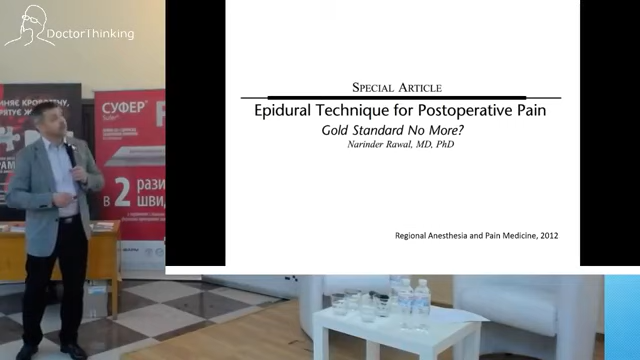 DoctorThinking
SPECIAL ARTICLE
Epidural Technique for Postoperative Pain
Gold Standard No More?
Narinder Rawal, MD, PhD
Regional Anesthesia and Pain Medicine, 2012
СУФЕР®
в 2 рази